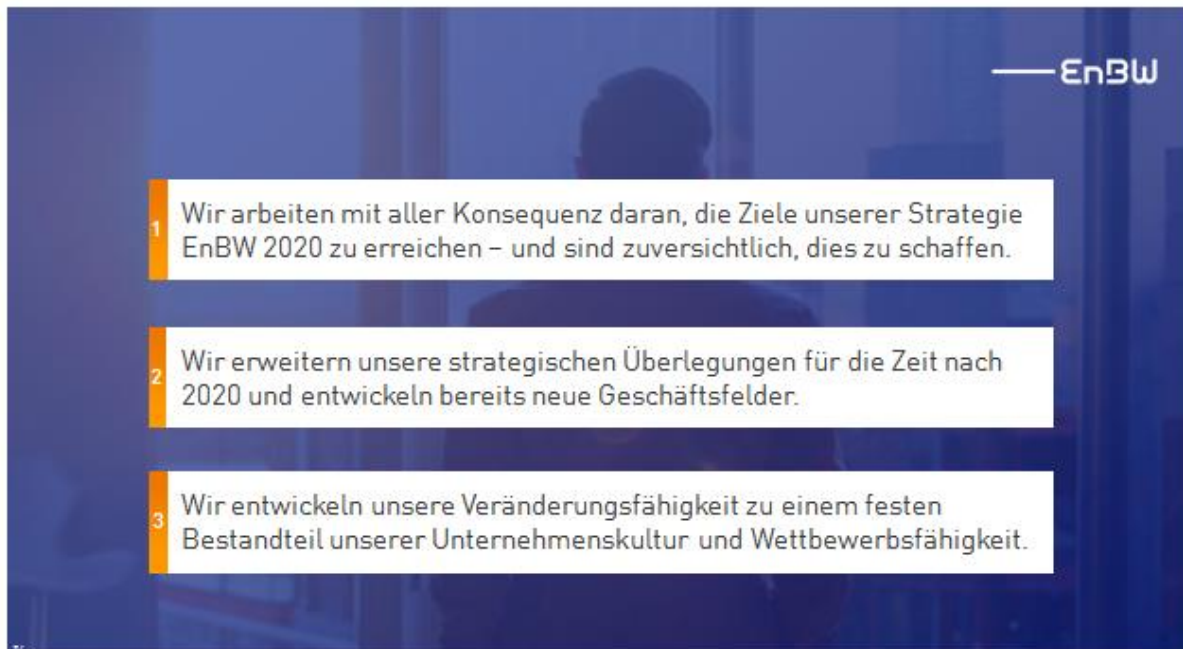 EnBW
1
Wir arbeiten mit aller Konsequenz daran, die Ziele unserer Strategie
EnBW 2020 zu erreichen – und sind zuversichtlich, dies zu schaffen.
2
Wir erweitern unsere strategischen Überlegungen für die Zeit nach
2020 und entwickeln bereits neue Geschäftsfelder.
3
Wir entwickeln unsere Veränderungsfähigkeit zu einem festen
Bestandteil unserer Unternehmenskultur und Wettbewerbsfähigkeit.